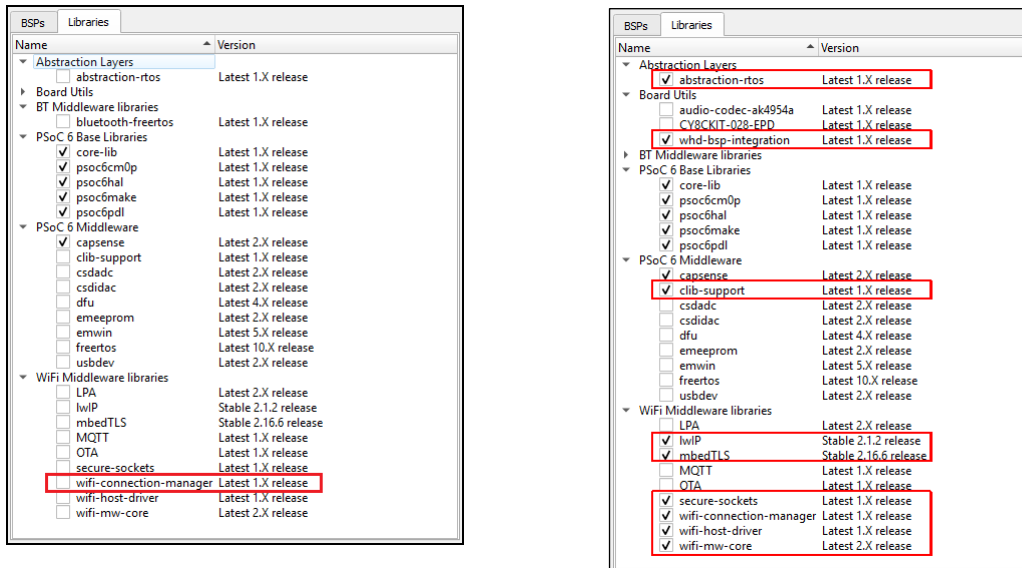 BSPs Libraries
Name Version
Abstraction Layers
abstraction-rtos Latest 1.X release
Board Utils
BT Middleware libraries
bluetooth-freertos Latest 1.X release
PSoC 6 Base Libraries
core-lib Latest 1.X release
psoc6cm0p Latest 1.X release
psoc6hal Latest 1.X release
psoc6make Latest 1.X release
psoc6pdl Latest 1.X release
PSoC 6 Middleware
capsense Latest 2.X release
clib-support Latest 1.X release
csdadc Latest 2.X release
csdidac Latest 2.X release
dfu Latest 4.X release
emeeprom Latest 2.X release
emwin Latest 5.X release
freertos Latest 10.X release
usbdev Latest 2.X release
WiFi Middleware libraries
LPA Latest 2.X release
lwIP Stable 2.1.2 release
mbedTLS Stable 2.16.6 release
MQTT Latest 1.X release
OTA Latest 1.X release
secure-sockets Latest 1.X release
wifi-connection-manager Latest 1.X release
wifi-host-driver Latest 1.X release
wifi-mw-core Latest 2.X release
BSPs Libraries
Name Version
Abstraction Layers
abstraction-rtos Latest 1.X release
Board Utils
audio-codec-ak4954a Latest 1.X release
CY8CKIT-028-EPD Latest 1.X release
whd-bsp-integration Latest 1.X release
BT Middleware libraries
PSoC 6 Base Libraries
core-lib Latest 1.X release
psoc6cm0p Latest 1.X release
psoc6hal Latest 1.X release
psoc6make Latest 1.X release
psoc6pdl Latest 1.X release
PSoC 6 Middleware
capsense Latest 2.X release
clib-support Latest 1.X release
csdadc Latest 2.X release
csdidac Latest 2.X release
dfu Latest 4.X release
emeeprom Latest 2.X release
emwin Latest 5.X release
freertos Latest 10.X release
usbdev Latest 2.X release
WiFi Middleware libraries
LPA Latest 2.X release
lwIP Stable 2.1.2 release
mbedTLS Stable 2.16.6 release
MQTT Latest 1.X release
OTA Latest 1.X release
secure-sockets Latest 1.X release
wifi-connection-manager Latest 1.X release
wifi-host-driver Latest 1.X release
wifi-mw-core Latest 2.X release